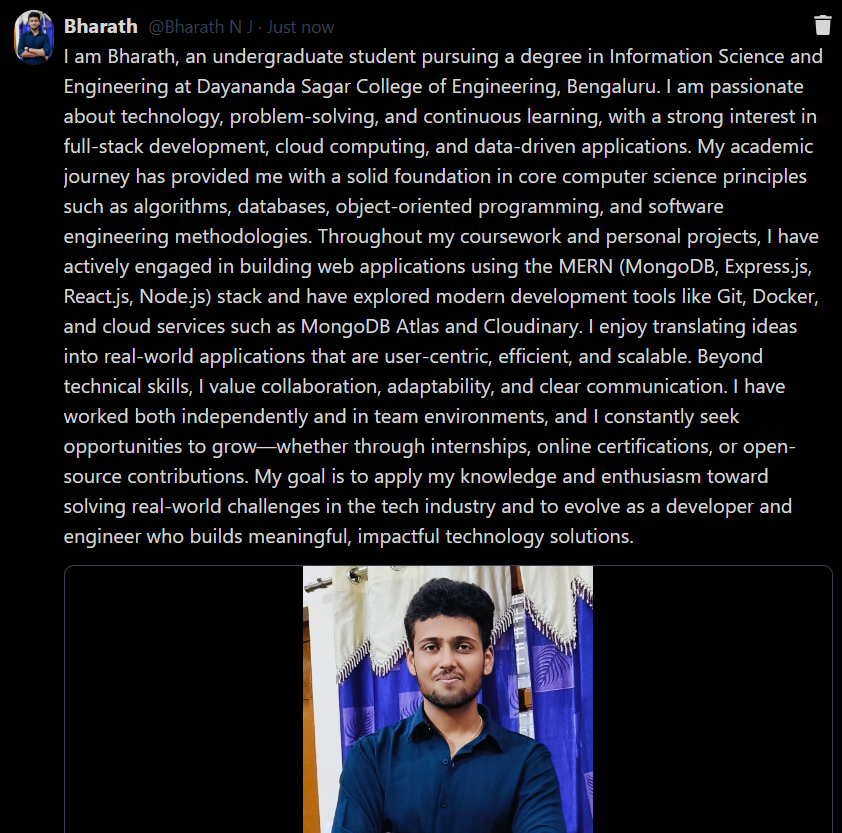 Bharath @Bharath N J · Just now
I am Bharath, an undergraduate student pursuing a degree in Information Science and
Engineering at Dayananda Sagar College of Engineering, Bengaluru. I am passionate
about technology, problem-solving, and continuous learning, with a strong interest in
full-stack development, cloud computing, and data-driven applications. My academic
journey has provided me with a solid foundation in core computer science principles
such as algorithms, databases, object-oriented programming, and software
engineering methodologies. Throughout my coursework and personal projects, I have
actively engaged in building web applications using the MERN (MongoDB, Express.js,
React.js, Node.js) stack and have explored modern development tools like Git, Docker,
and cloud services such as MongoDB Atlas and Cloudinary. I enjoy translating ideas
into real-world applications that are user-centric, efficient, and scalable. Beyond
technical skills, I value collaboration, adaptability, and clear communication. I have
worked both independently and in team environments, and I constantly seek
opportunities to grow—whether through internships, online certifications, or open-
source contributions. My goal is to apply my knowledge and enthusiasm toward
solving real-world challenges in the tech industry and to evolve as a developer and
engineer who builds meaningful, impactful technology solutions.